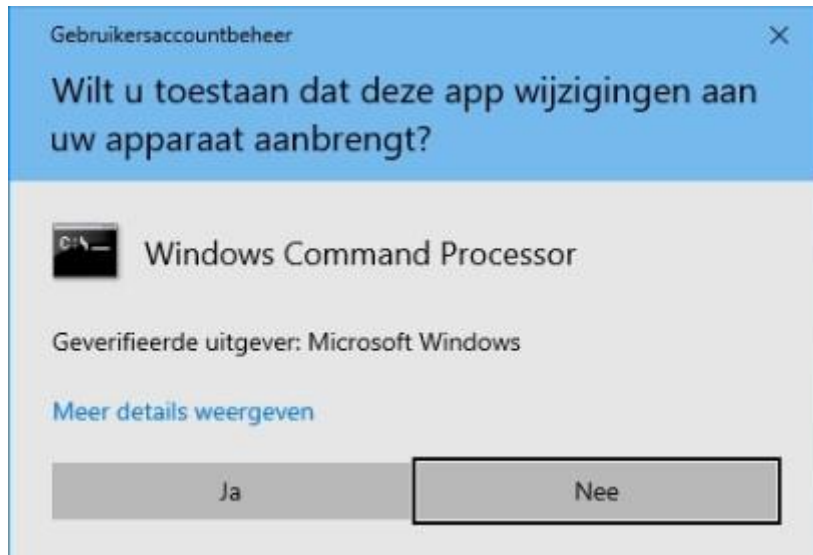 Gebruikersaccountbeheer
Wilt u toestaan dat deze app wijzigingen aan
uw apparaat aanbrengt?
C:\_
Windows Command Processor
Geverifieerde uitgever: Microsoft Windows
Meer details weergeven
Ja
Nee